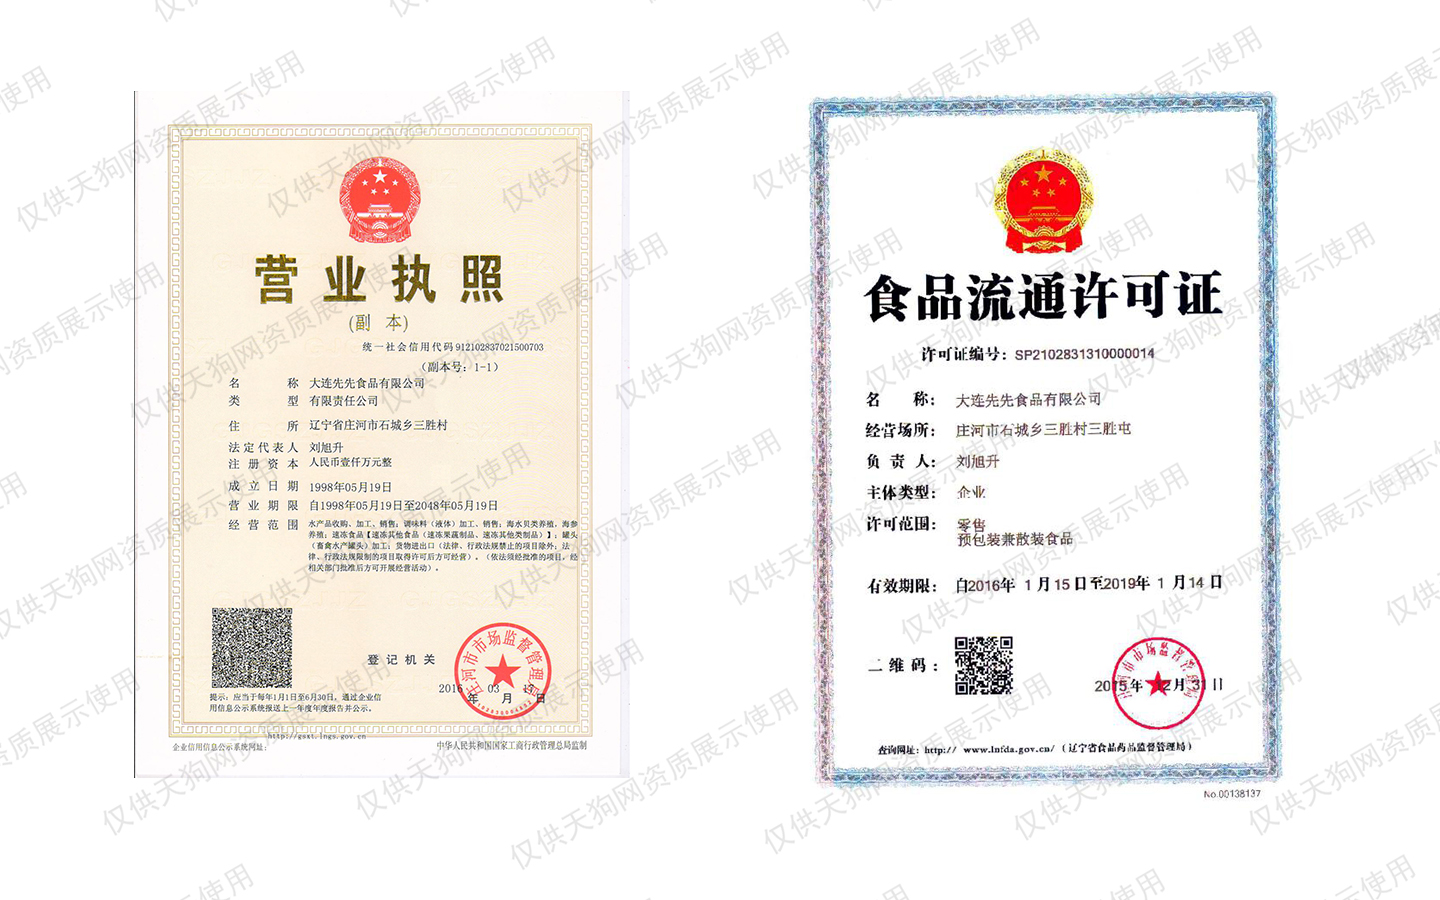 营业执照
(副 本)
统一社会信用代码 912102837021500703
(副本号: 1-1)
名 称 大连先先食品有限公司
类 型 有限责任公司
住 所 辽宁省庄河市石城乡三胜村
法定代表人 刘旭升
注册资本 人民币壹仟万元整
成立日期 1998年05月19日
营业期限 自1998年05月19日至2048年05月19日
经营范围 水产品收购、加工、销售; 调味料(液体)加工、销售; 海水贝类养殖, 海参
养殖; 速冻食品【速冻其他食品(速冻果蔬制品、速冻其他类制品)】; 罐头
(畜禽水产罐头)加工; 货物进出口(法律、行政法规禁止的项目除外; 法
律、行政法规限制的项目取得许可后方可经营)。(依法须经批准的项目, 经
相关部门批准后方可开展经营活动)。
登记机关
庄河市市场监督管理局
2016年 03月 日
提示: 应当于每年1月1日至6月30日, 通过企业信
用信息公示系统报送上一年度年度报告并公示。
http://gsxt.lngs.gov.cn
企业信用信息公示系统网址:
中华人民共和国国家工商行政管理总局监制
食品流通许可证
许可证编号: SP2102831310000014
名 称: 大连先先食品有限公司
经营场所: 庄河市石城乡三胜村三胜屯
负 责 人: 刘旭升
主体类型: 企业
许可范围: 零售
预包装兼散装食品
有效期限: 自2016年 1 月 15 日至2019年 1 月 14 日
二 维 码:
2015 年 12 月 31 日
查询网址: http:// www.lnfda.gov.cn/ (辽宁省食品药品监督管理局)
No.00138137
仅供天狗网资质展示使用